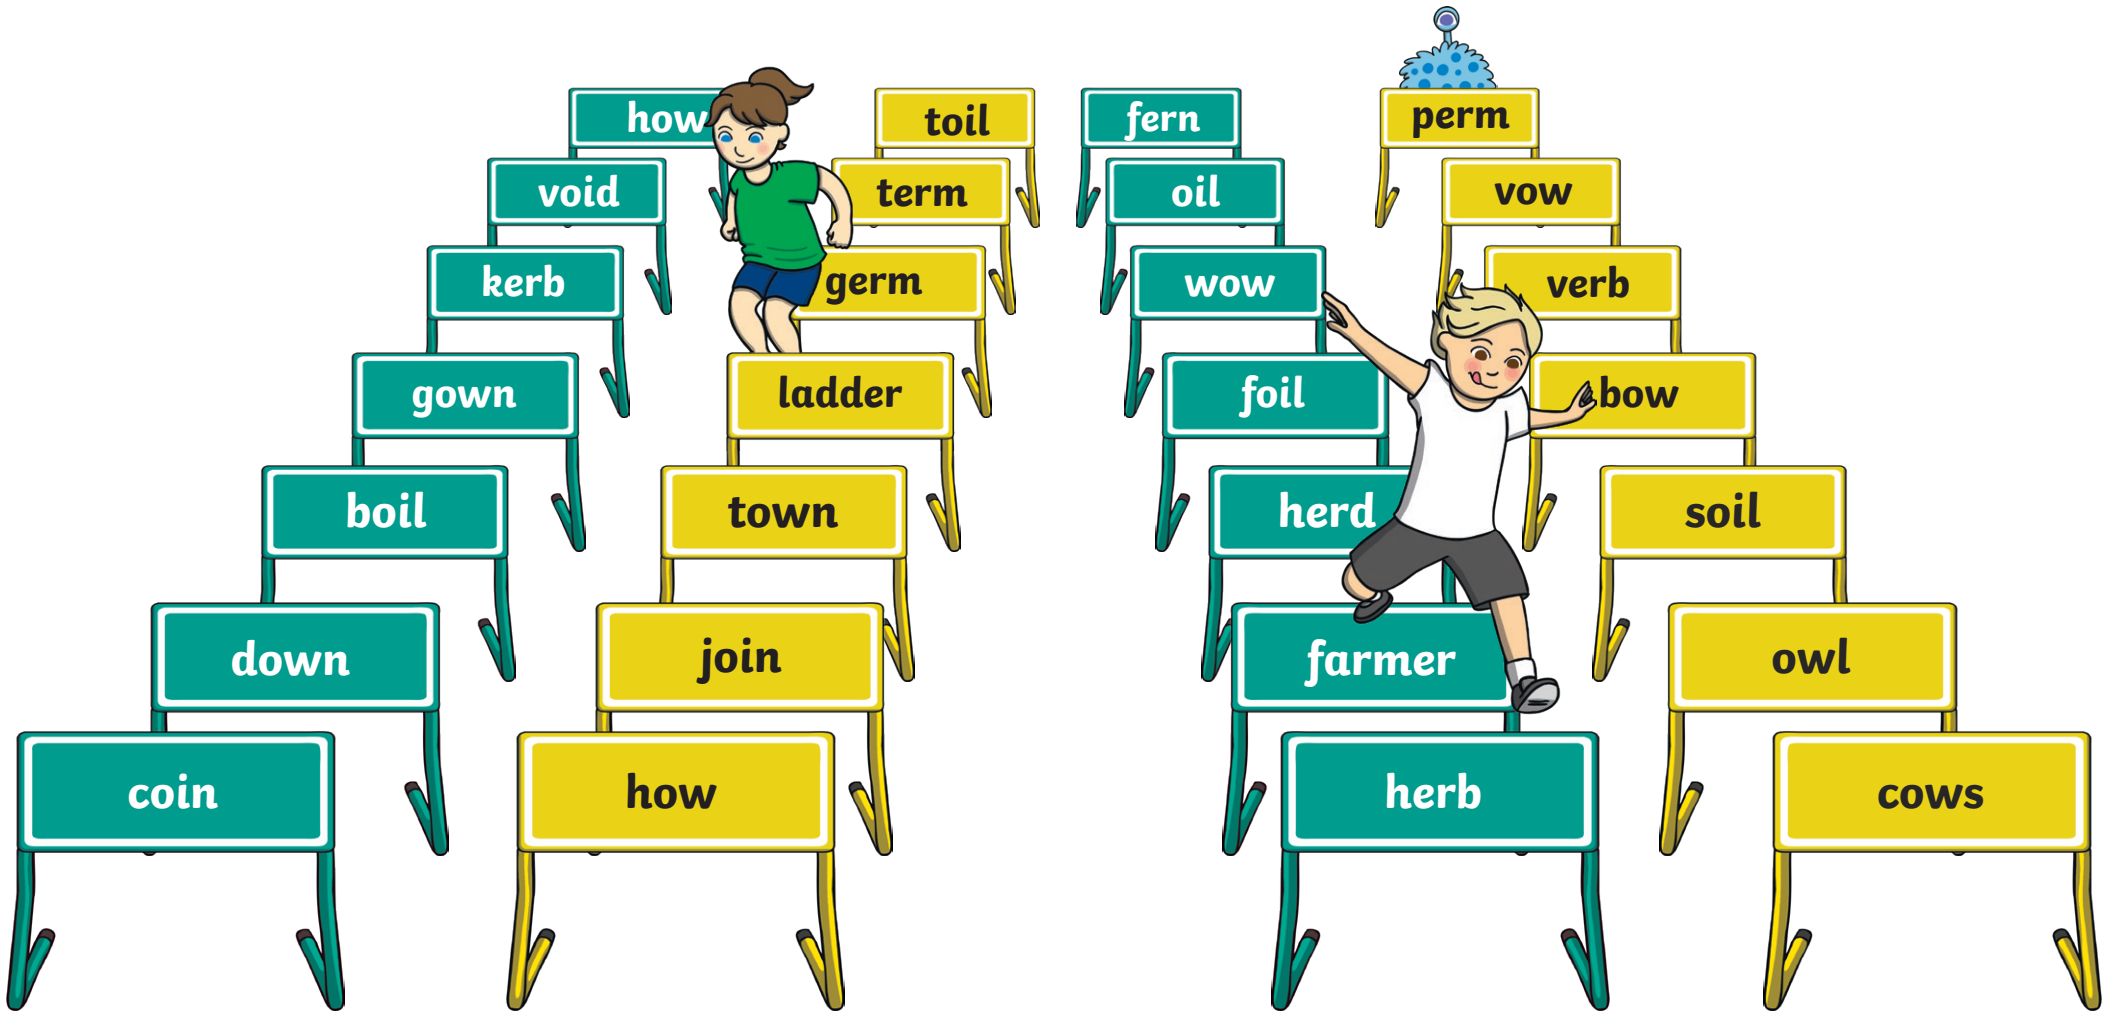 how
toil
fern
perm
void
term
oil
vow
kerb
germ
wow
verb
gown
ladder
foil
bow
boil
town
herd
soil
down
join
farmer
owl
coin
how
herb
cows